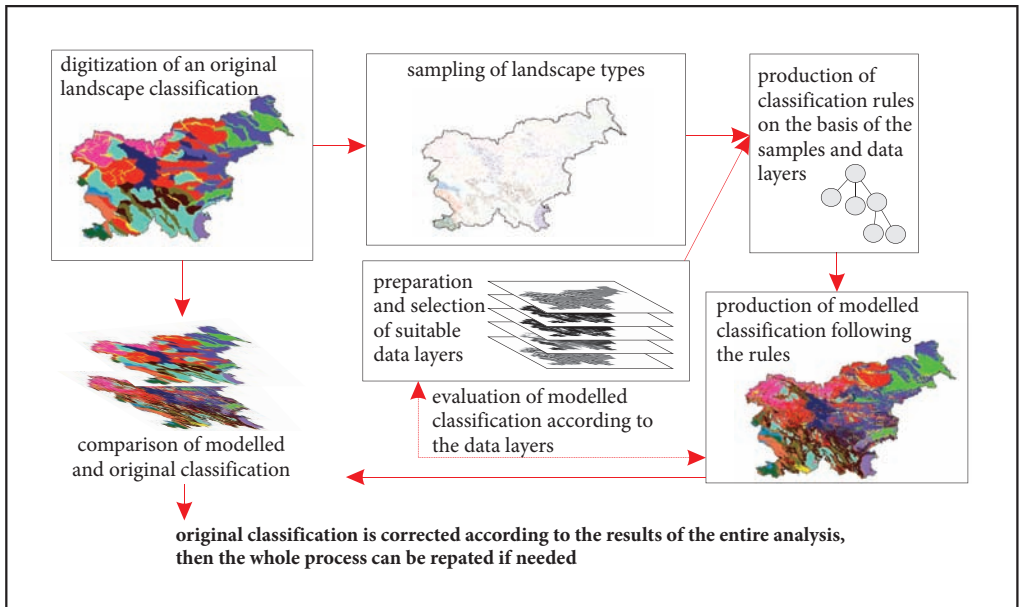 digitization of an original
landscape classification
sampling of landscape types
production of
classification rules
on the basis of the
samples and data
layers
preparation
and selection
of suitable
data layers
production of modelled
classification following
the rules
evaluation of modelled
classification according to
the data layers
comparison of modelled
and original classification
original classification is corrected according to the results of the entire analysis,
then the whole process can be repated if needed